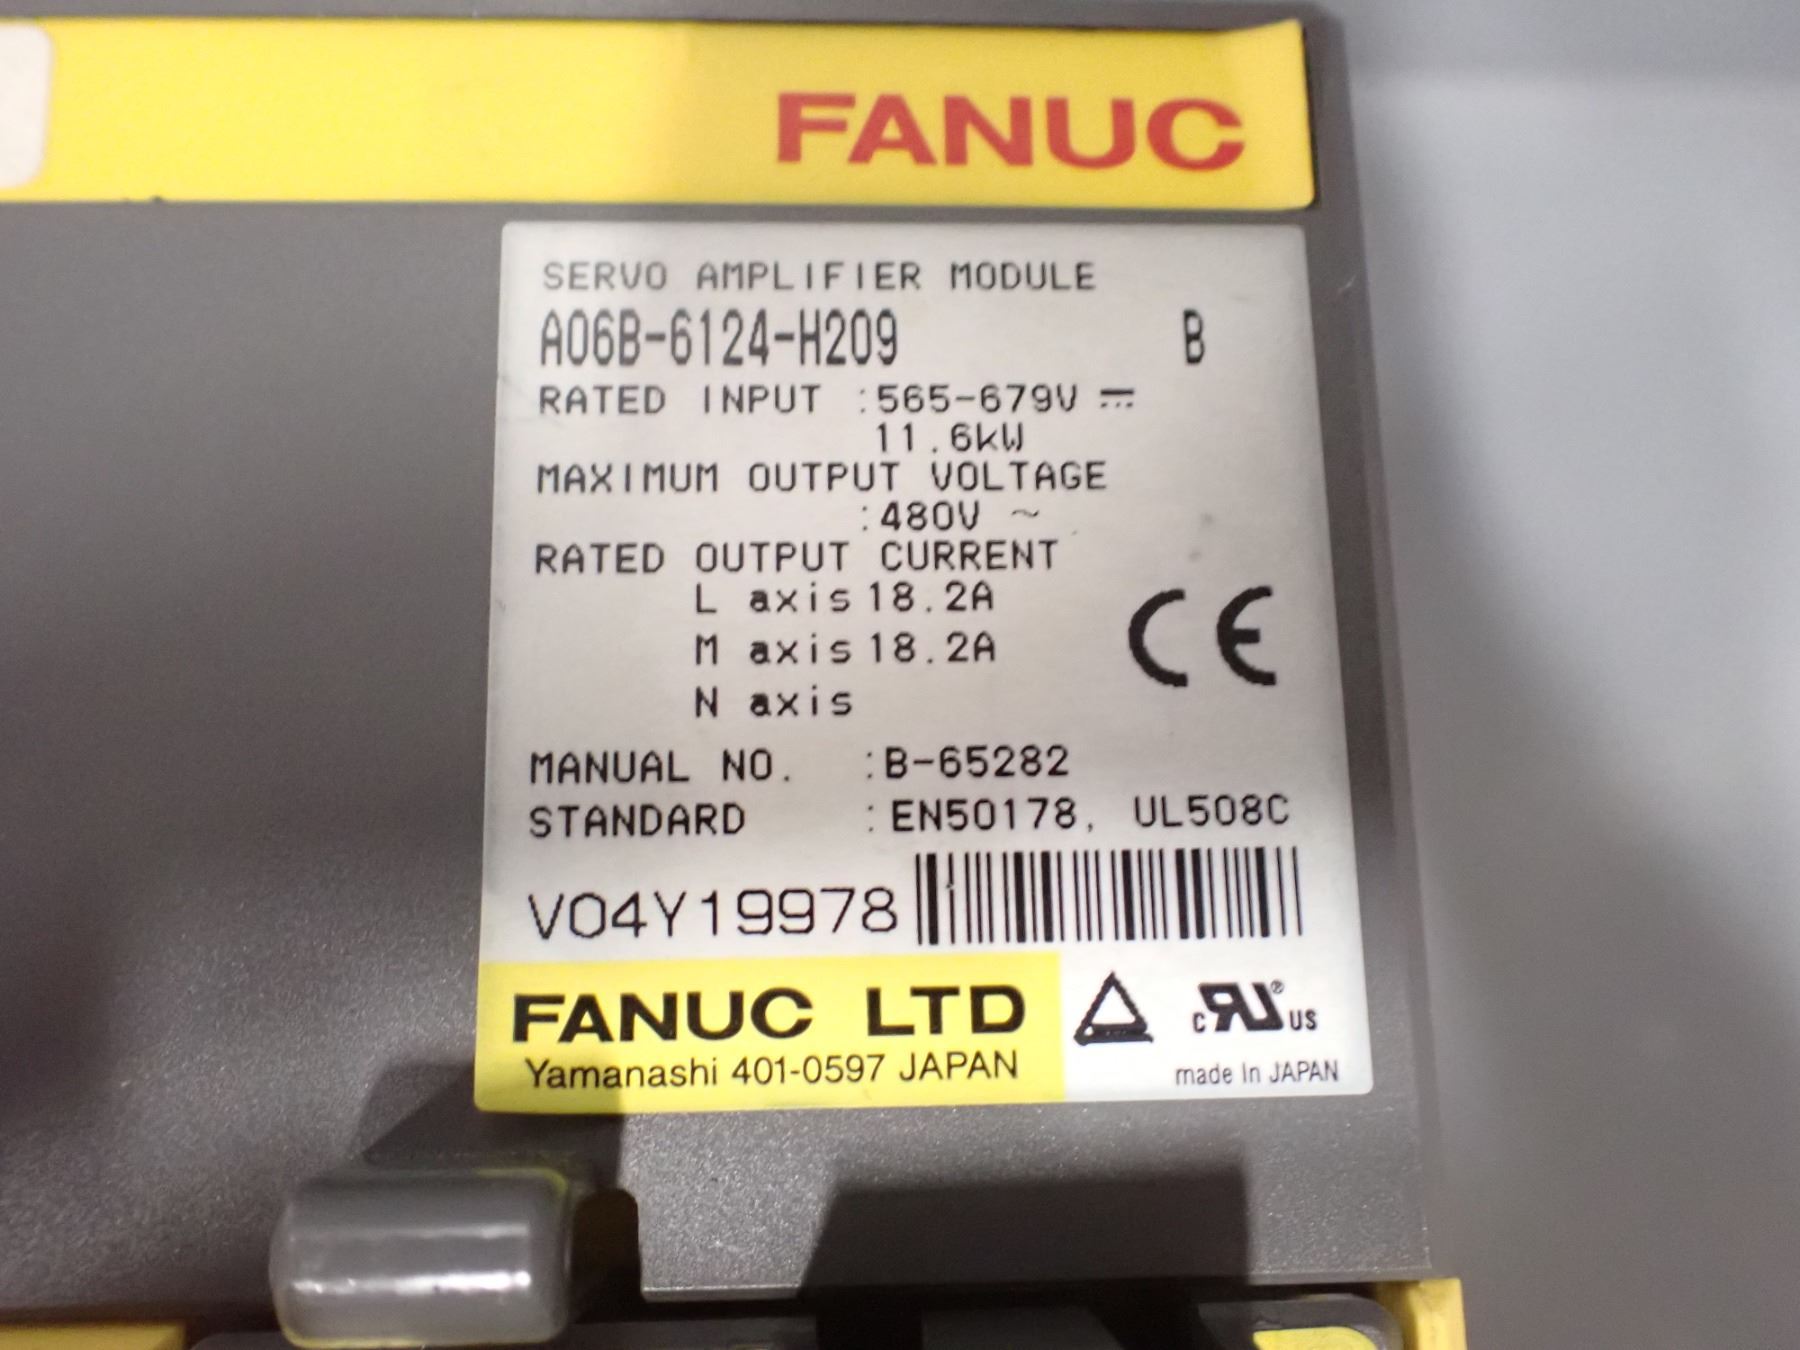 FANUC
SERVO AMPLIFIER MODULE
A06B-6124-H209 B
RATED INPUT :565-679V ⎓
11.6kW
MAXIMUM OUTPUT VOLTAGE
:480V ~
RATED OUTPUT CURRENT
L axis 18.2A
M axis 18.2A
N axis
CE
MANUAL NO. :B-65282
STANDARD :EN50178, UL508C
V04Y19978
FANUC LTD
Yamanashi 401-0597 JAPAN
c RU ® US
made in JAPAN